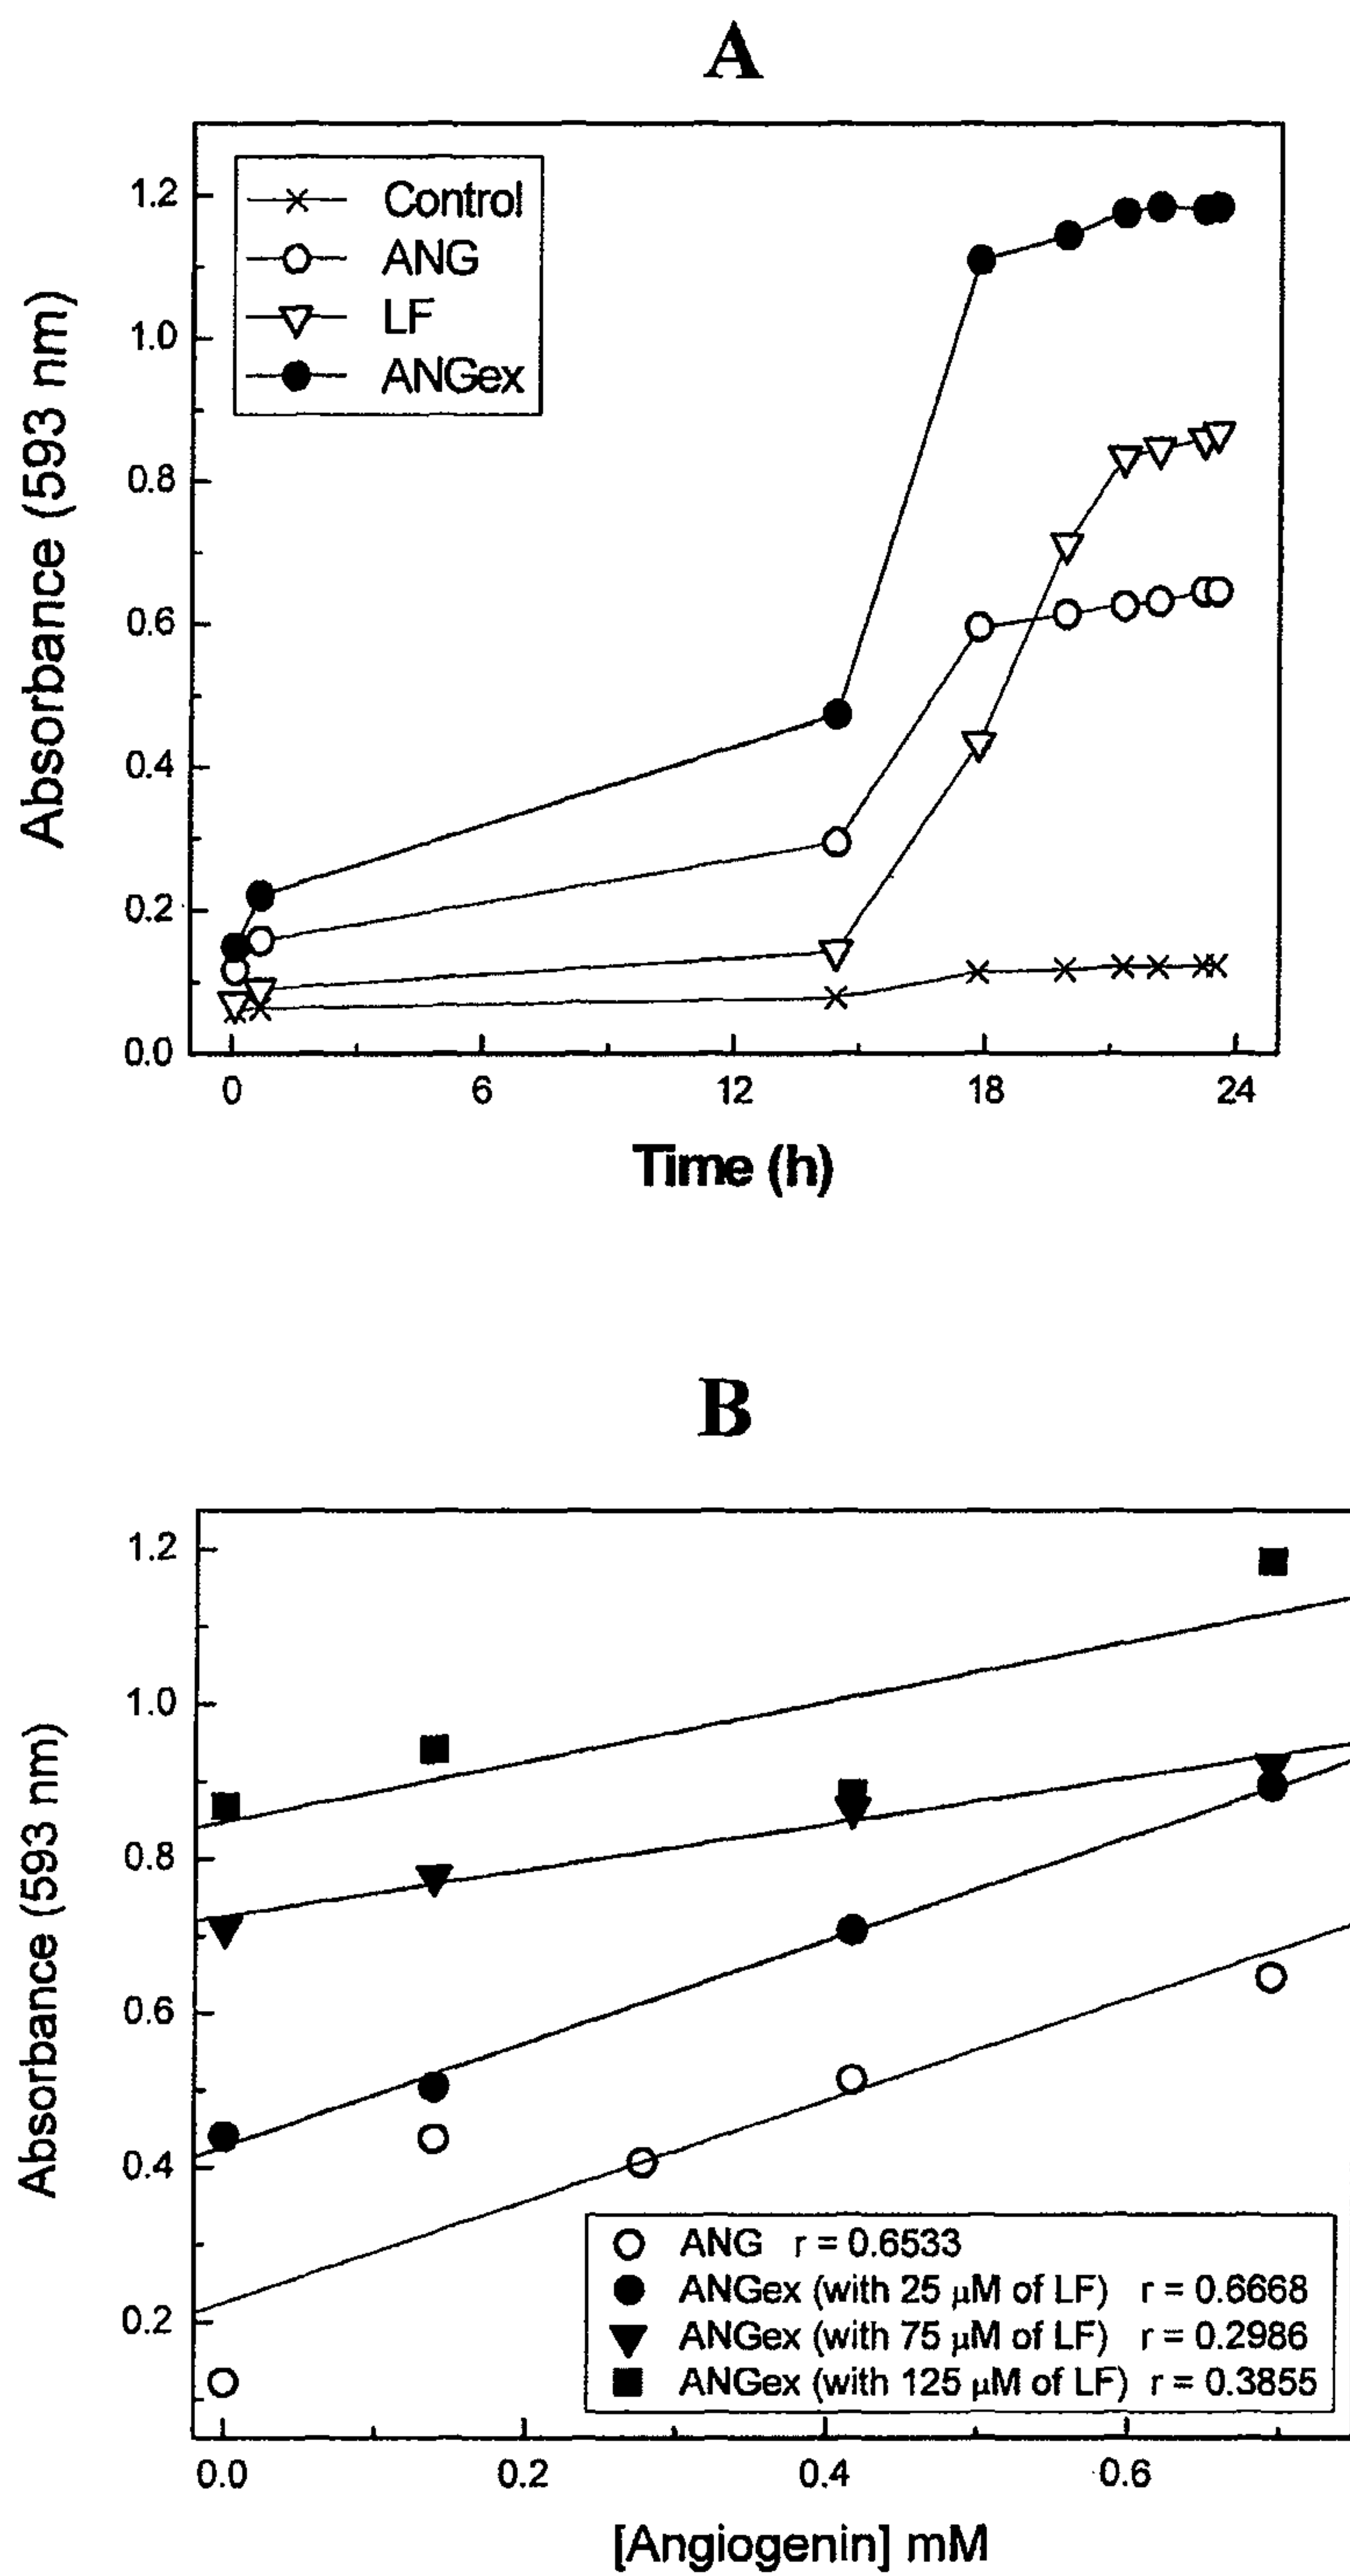 A
Absorbance (593 nm)
1.2
1.0
0.8
0.6
0.4
0.2
0.0
Control
ANG
LF
ANGex
0 6 12 18 24
Time (h)
B
Absorbance (593 nm)
1.2
1.0
0.8
0.6
0.4
0.2
ANG r = 0.6533
ANGex (with 25 µM of LF) r = 0.6668
ANGex (with 75 µM of LF) r = 0.2986
ANGex (with 125 µM of LF) r = 0.3855
0.0 0.2 0.4 0.6
[Angiogenin] mM